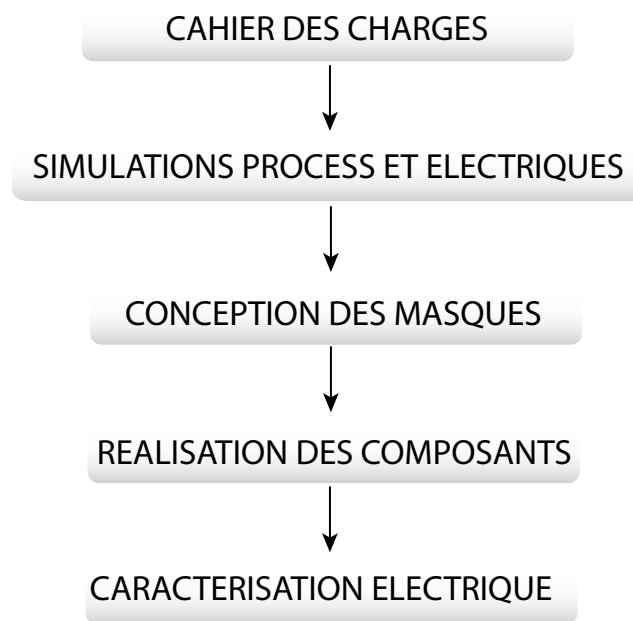 CAHIER DES CHARGES
SIMULATIONS PROCESS ET ELECTRIQUES
CONCEPTION DES MASQUES
REALISATION DES COMPOSANTS
CARACTERISATION ELECTRIQUE